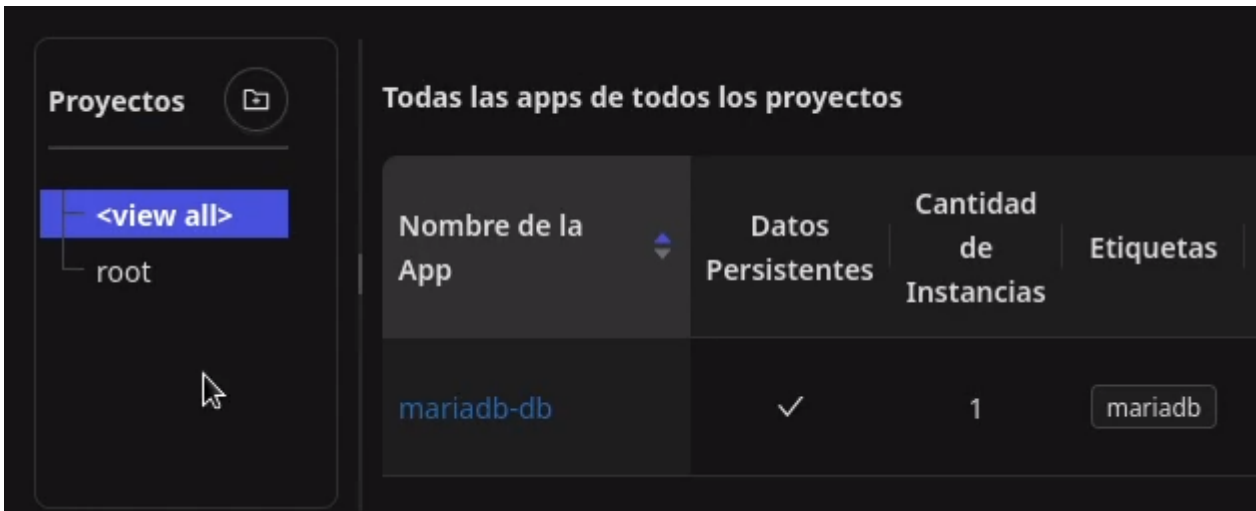 Proyectos
<view all>
root
Todas las apps de todos los proyectos
Nombre de la
App
Datos
Persistentes
Cantidad
de
Instancias
Etiquetas
mariadb-db
1
mariadb